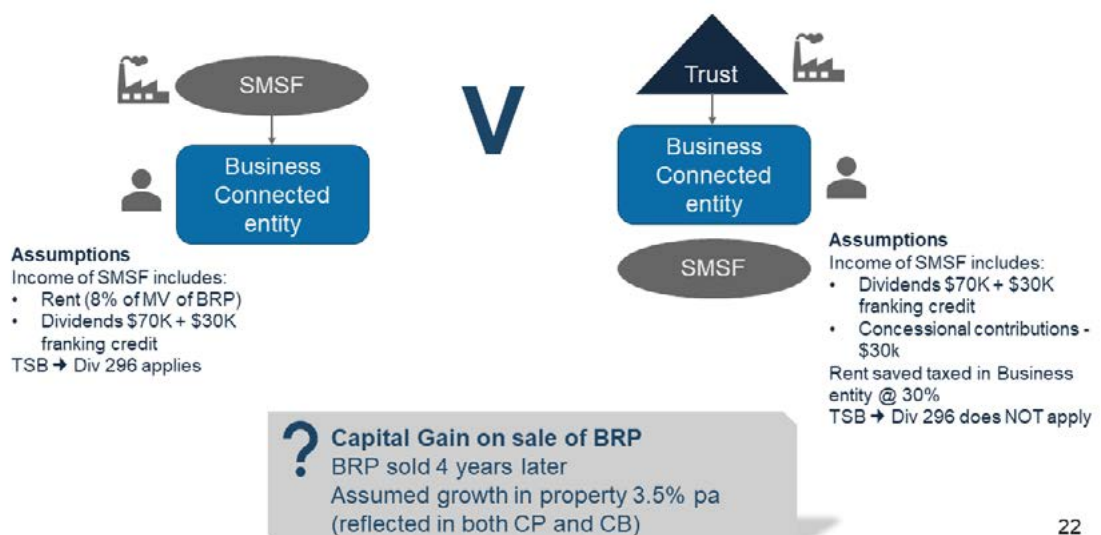 SMSF
Business
Connected
entity
Assumptions
Income of SMSF includes:
• Rent (8% of MV of BRP)
• Dividends $70K + $30K
franking credit
TSB → Div 296 applies
V
Trust
Business
Connected
entity
SMSF
Assumptions
Income of SMSF includes:
• Dividends $70K + $30K
franking credit
• Concessional contributions -
$30k
Rent saved taxed in Business
entity @ 30%
TSB → Div 296 does NOT apply
?
Capital Gain on sale of BRP
BRP sold 4 years later
Assumed growth in property 3.5% pa
(reflected in both CP and CB)
22